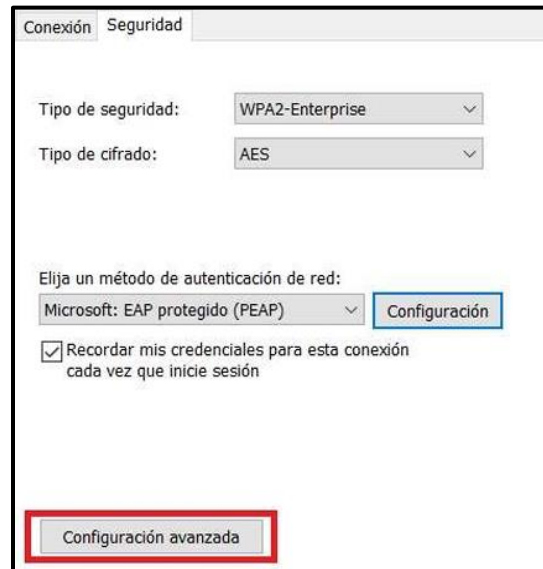 Conexión Seguridad
Tipo de seguridad: WPA2-Enterprise
Tipo de cifrado: AES
Elija un método de autenticación de red:
Microsoft: EAP protegido (PEAP) Configuración
Recordar mis credenciales para esta conexión
cada vez que inicie sesión
Configuración avanzada